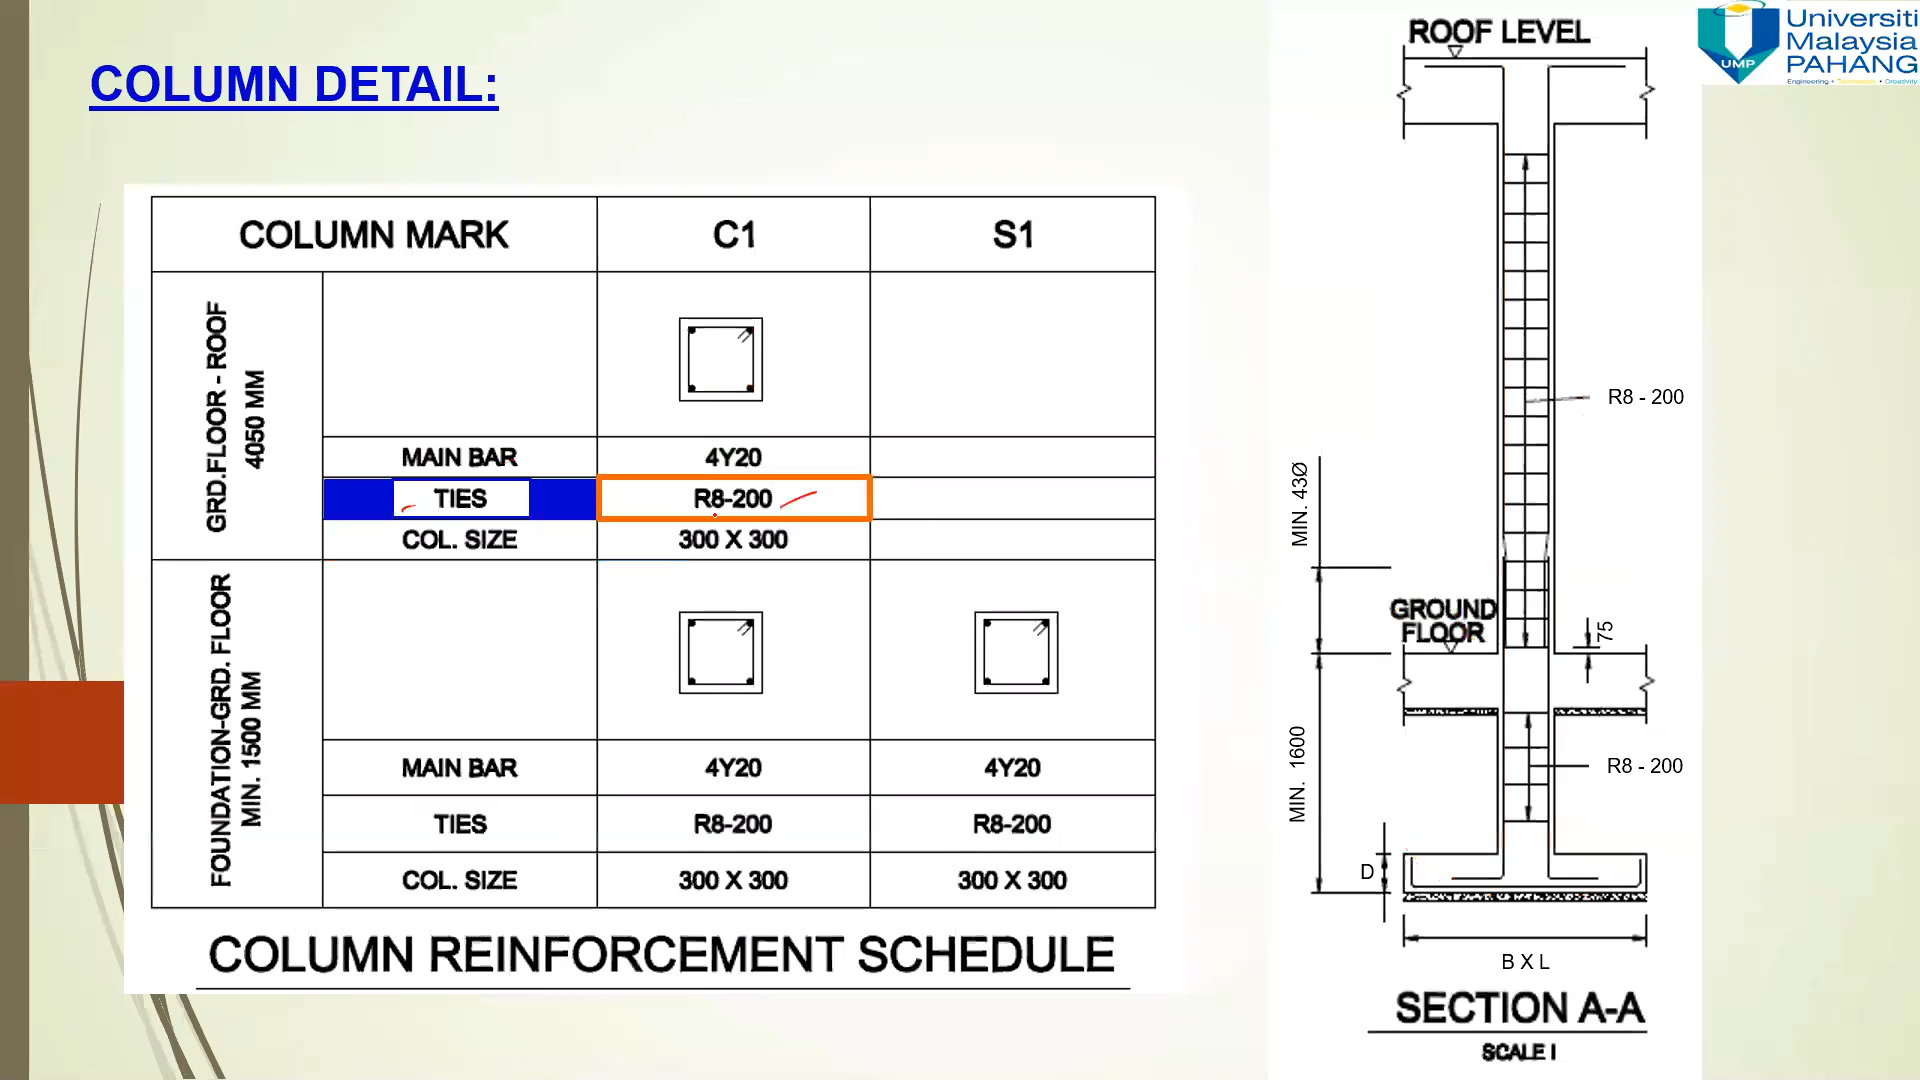 COLUMN DETAIL:
COLUMN MARK C1 S1
GRD.FLOOR - ROOF
4050 MM
MAIN BAR 4Y20
TIES R8-200
COL. SIZE 300 X 300
FOUNDATION-GRD. FLOOR
MIN. 1500 MM
MAIN BAR 4Y20 4Y20
TIES R8-200 R8-200
COL. SIZE 300 X 300 300 X 300
COLUMN REINFORCEMENT SCHEDULE
ROOF LEVEL
R8 - 200
MIN. 43Ø
GROUND
FLOOR
75
MIN. 1600
R8 - 200
D
B X L
SECTION A-A
SCALE I
UMP
Universiti
Malaysia
PAHANG
Engineering • Technology • Creativity